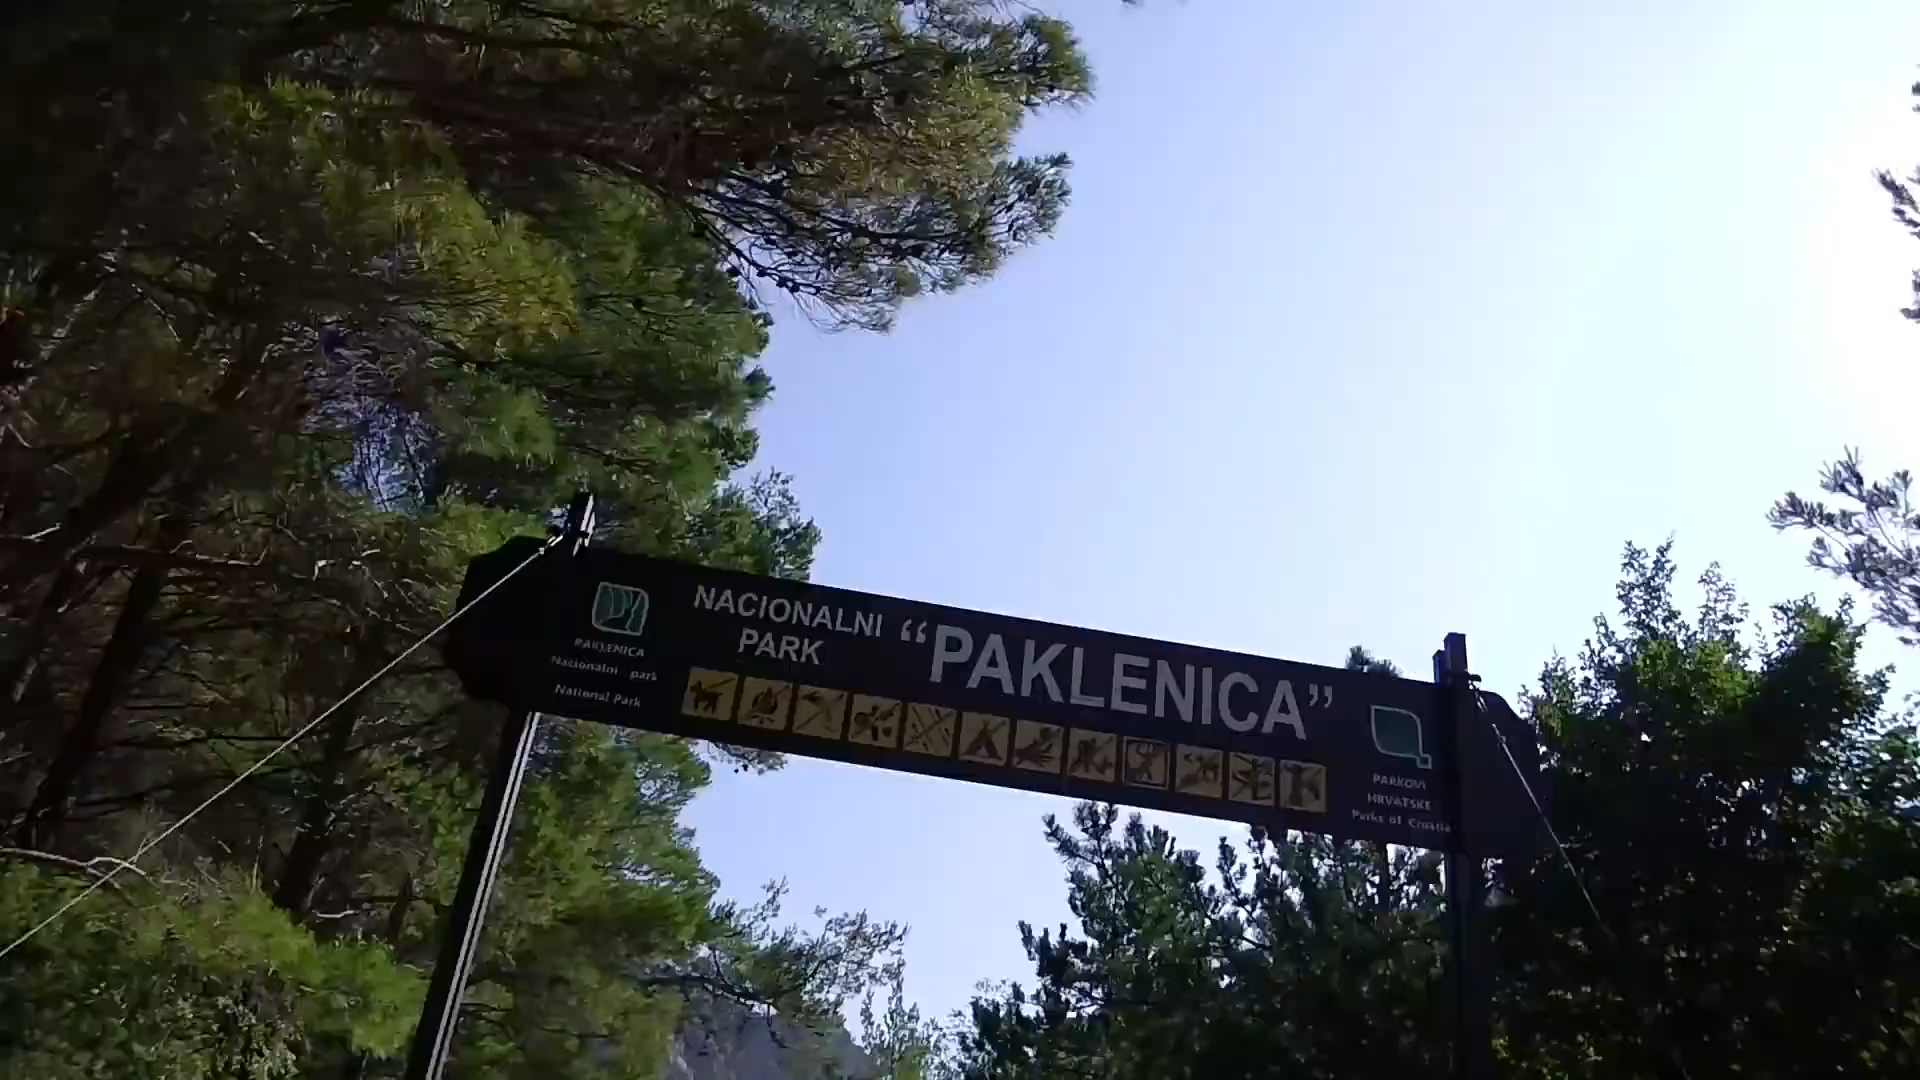 PAKLENICA
Nacionalni park
National Park
NACIONALNI
PARK
“PAKLENICA”
PARKOVI
HRVATSKE
Parks of Croatia